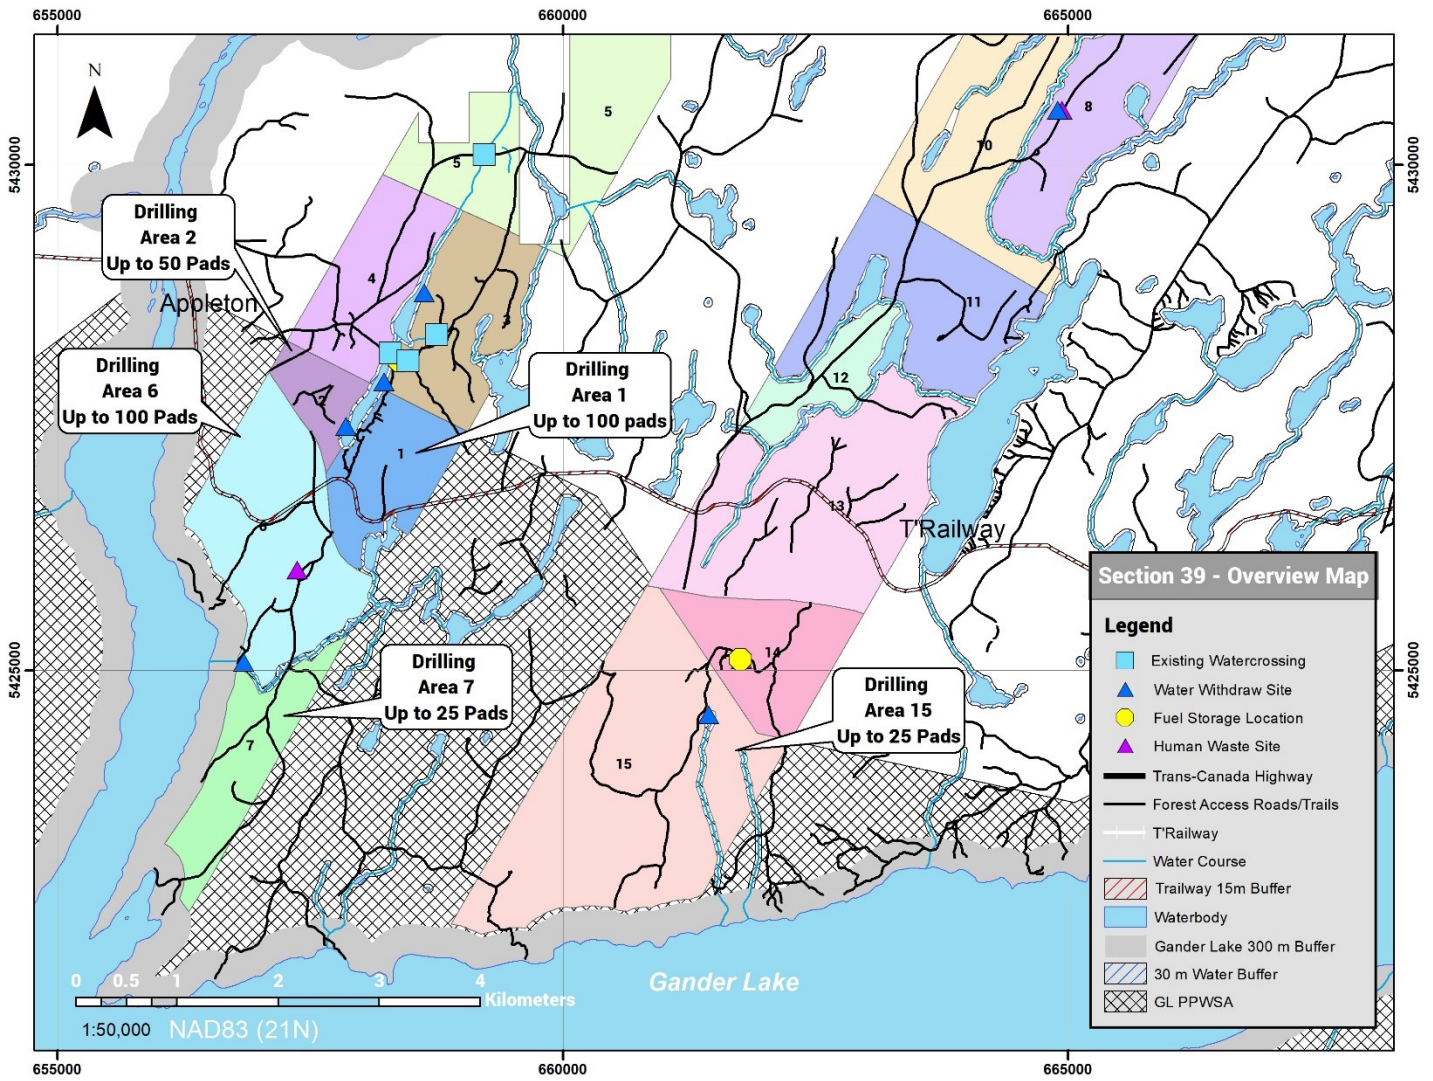 655000
660000
665000
N
5430000
5430000
5425000
5425000
Drilling
Area 2
Up to 50 Pads
Appleton
Drilling
Area 6
Up to 100 Pads
Drilling
Area 1
Up to 100 pads
Drilling
Area 7
Up to 25 Pads
Drilling
Area 15
Up to 25 Pads
T'Railway
5
5
4
3
2
1
6
7
8
10
11
12
13
14
15
Gander Lake
0
0.5
1
2
3
4
Kilometers
1:50,000
NAD83 (21N)
Section 39 - Overview Map
Legend
Existing Watercrossing
Water Withdraw Site
Fuel Storage Location
Human Waste Site
Trans-Canada Highway
Forest Access Roads/Trails
T'Railway
Water Course
Trailway 15m Buffer
Waterbody
Gander Lake 300 m Buffer
30 m Water Buffer
GL PPWSA
655000
660000
665000